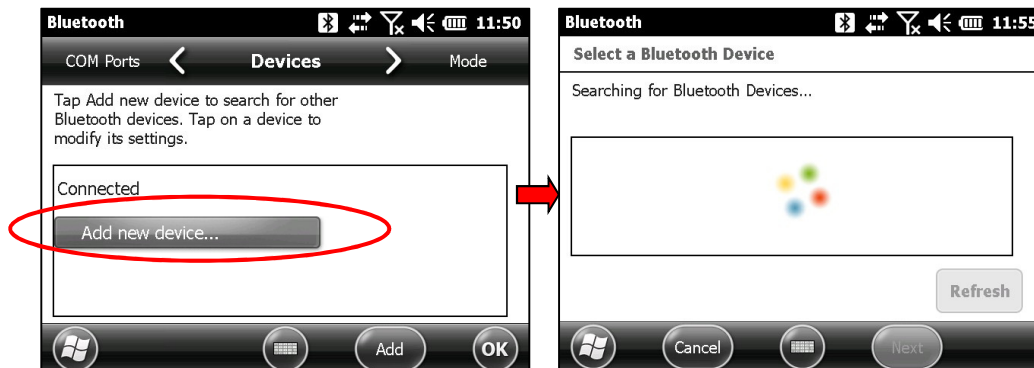 Bluetooth 11:50
COM Ports Devices Mode
Tap Add new device to search for other
Bluetooth devices. Tap on a device to
modify its settings.
Connected
Add new device...
Add OK
Bluetooth 11:55
Select a Bluetooth Device
Searching for Bluetooth Devices...
Refresh
Cancel Next